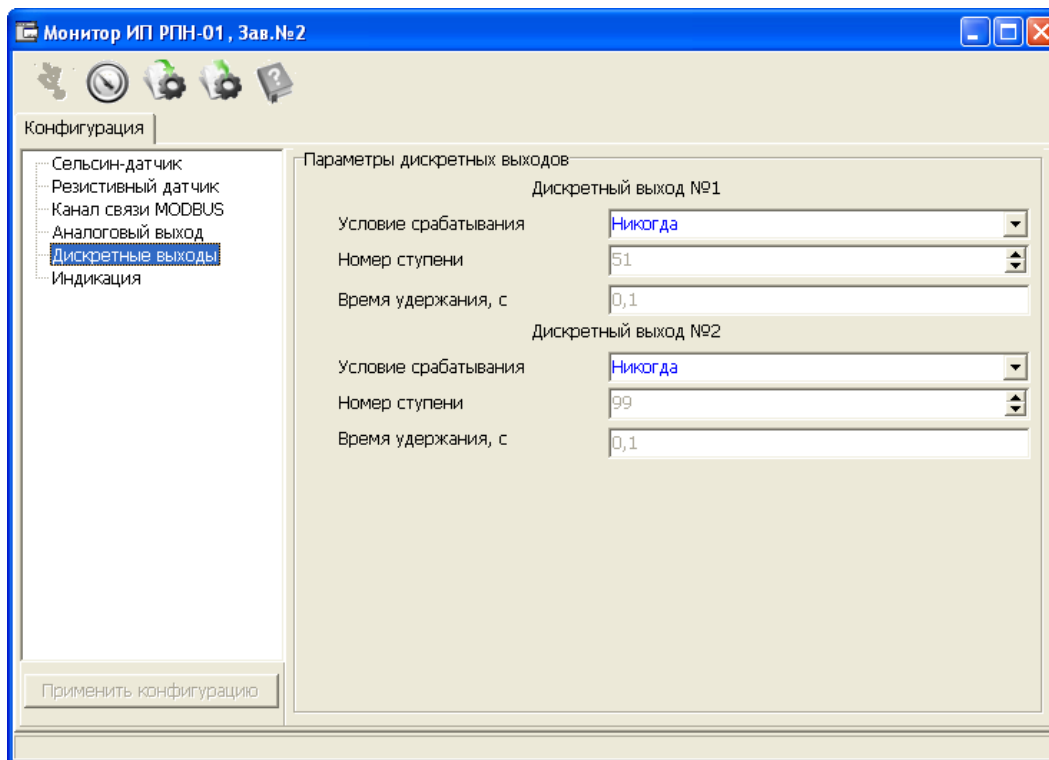 Монитор ИП РПН-01, Зав.№2
Конфигурация
Сельсин-датчик
Резистивный датчик
Канал связи MODBUS
Аналоговый выход
Дискретные выходы
Индикация
Применить конфигурацию
Параметры дискретных выходов
Дискретный выход №1
Условие срабатывания Никогда
Номер ступени 51
Время удержания, с 0,1
Дискретный выход №2
Условие срабатывания Никогда
Номер ступени 99
Время удержания, с 0,1